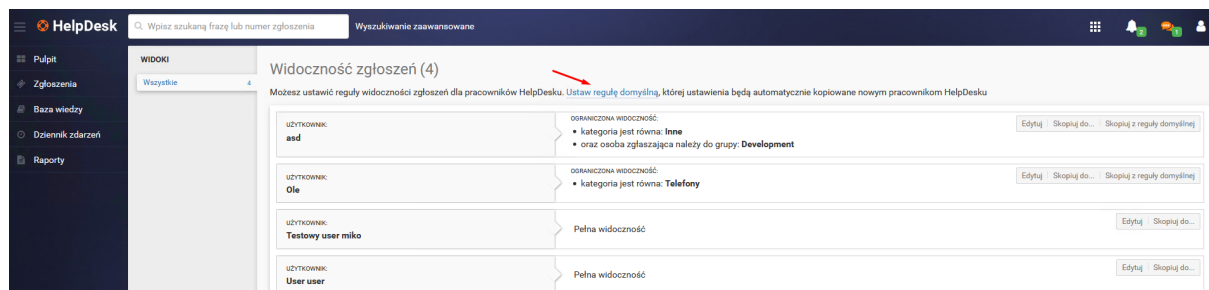 HelpDesk
Wpisz szukaną frazę lub numer zgłoszenia
Wyszukiwanie zaawansowane
2
1
Pulpit
Zgłoszenia
Baza wiedzy
Dziennik zdarzeń
Raporty
WIDOKI
Wszystkie 4
Widoczność zgłoszeń (4)
Możesz ustawić reguły widoczności zgłoszeń dla pracowników HelpDesku. Ustaw regułę domyślną, której ustawienia będą automatycznie kopiowane nowym pracownikom HelpDesku
UŻYTKOWNIK:
asd
OGRANICZONA WIDOCZNOŚĆ:
• kategoria jest równa: Inne
• oraz osoba zgłaszająca należy do grupy: Development
Edytuj Skopiuj do... Skopiuj z reguły domyślnej
UŻYTKOWNIK:
Ole
OGRANICZONA WIDOCZNOŚĆ:
• kategoria jest równa: Telefony
Edytuj Skopiuj do... Skopiuj z reguły domyślnej
UŻYTKOWNIK:
Testowy user miko
Pełna widoczność
Edytuj Skopiuj do...
UŻYTKOWNIK:
User user
Pełna widoczność
Edytuj Skopiuj do...